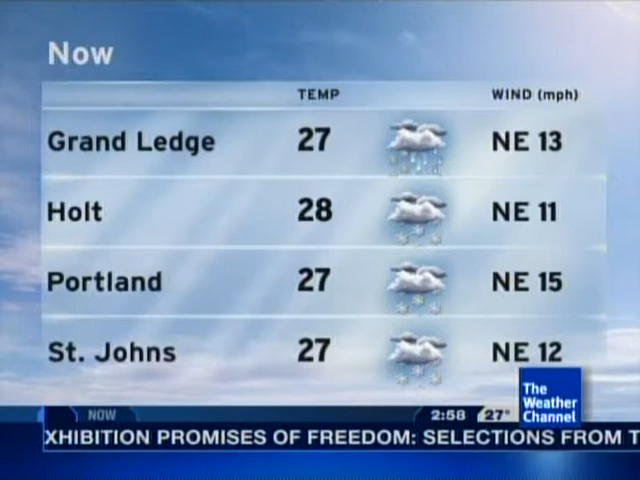 Now
TEMP WIND (mph)
Grand Ledge 27 NE 13
Holt 28 NE 11
Portland 27 NE 15
St. Johns 27 NE 12
The
Weather
Channel
NOW 2:58 27°
XHIBITION PROMISES OF FREEDOM: SELECTIONS FROM T